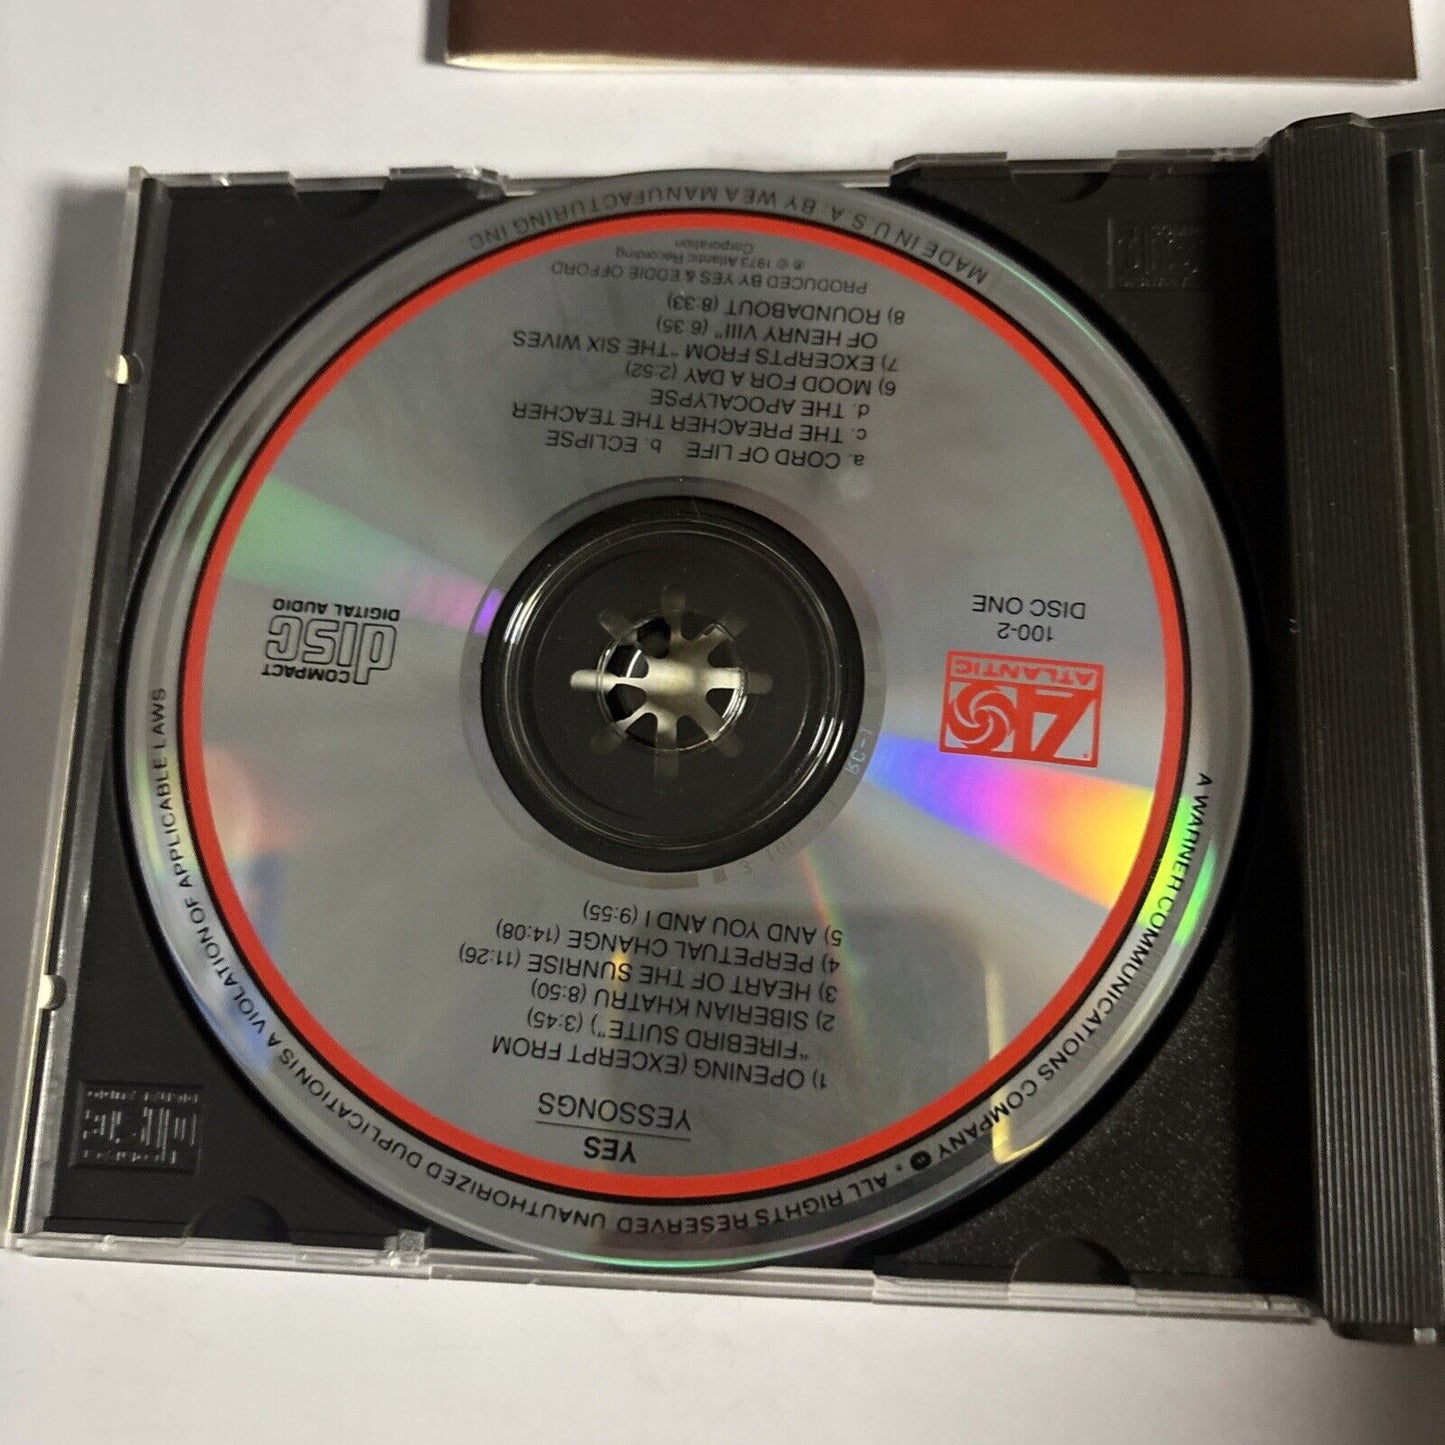 YES
YESSONGS
1) OPENING (EXCERPT FROM
"FIREBIRD SUITE") (3:45)
2) SIBERIAN KHATRU (8:50)
3) HEART OF THE SUNRISE (11:26)
4) PERPETUAL CHANGE (14:08)
5) AND YOU AND I (9:55)
ATLANTIC
100-2
DISC ONE
COMPACT
disc
DIGITAL AUDIO
a. CORD OF LIFE b. ECLIPSE
c. THE PREACHER THE TEACHER
d. THE APOCALYPSE
6) MOOD FOR A DAY (2:52)
7) EXCERPTS FROM "THE SIX WIVES
OF HENRY VIII" (6:35)
8) ROUNDABOUT (8:33)
PRODUCED BY YES & EDDIE OFFORD
℗ © 1973 Atlantic Recording
Corporation
MADE IN U.S.A. BY WEA MANUFACTURING INC
A WARNER COMMUNICATIONS COMPANY. ALL RIGHTS RESERVED UNAUTHORIZED DUPLICATION IS A VIOLATION OF APPLICABLE LAWS